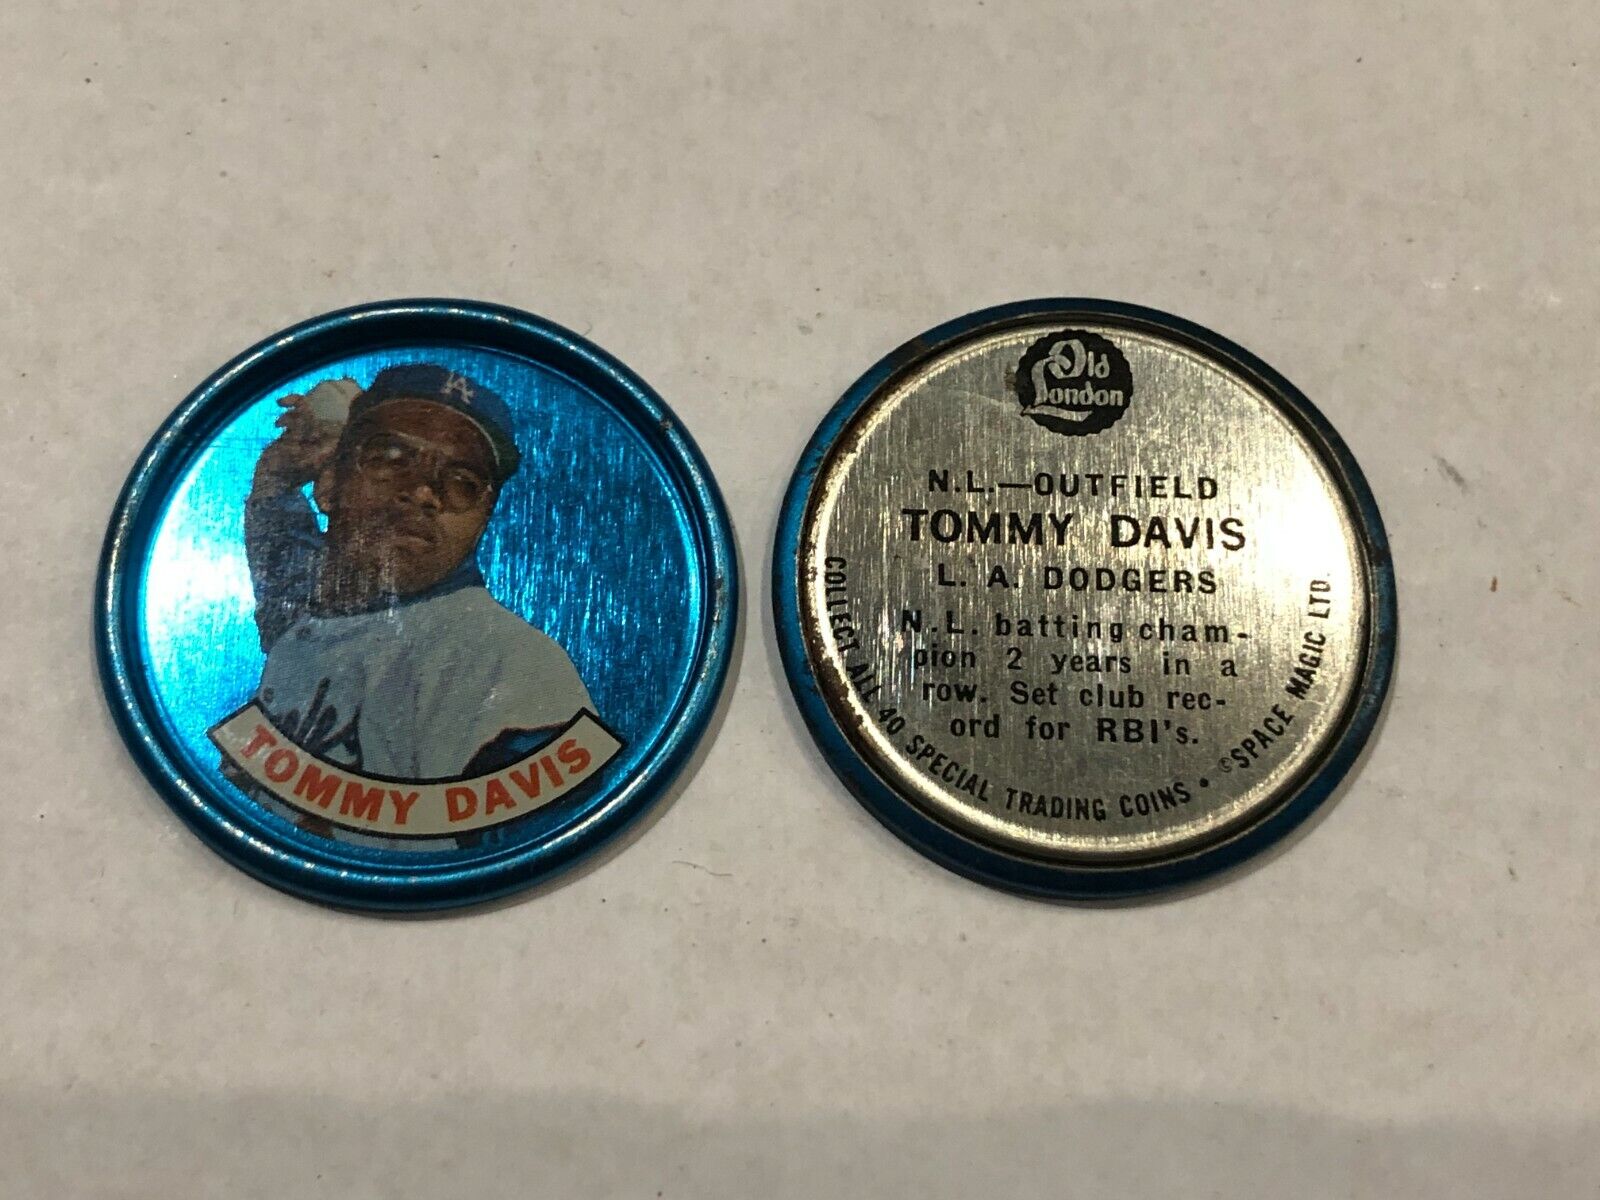 LA
TOMMY DAVIS
Old
London
N.L.—OUTFIELD
TOMMY DAVIS
L. A. DODGERS
N.L. batting cham-
pion 2 years in a
row. Set club rec-
ord for RBI's.
COLLECT ALL 40 SPECIAL TRADING COINS • ©SPACE MAGIC LTD.